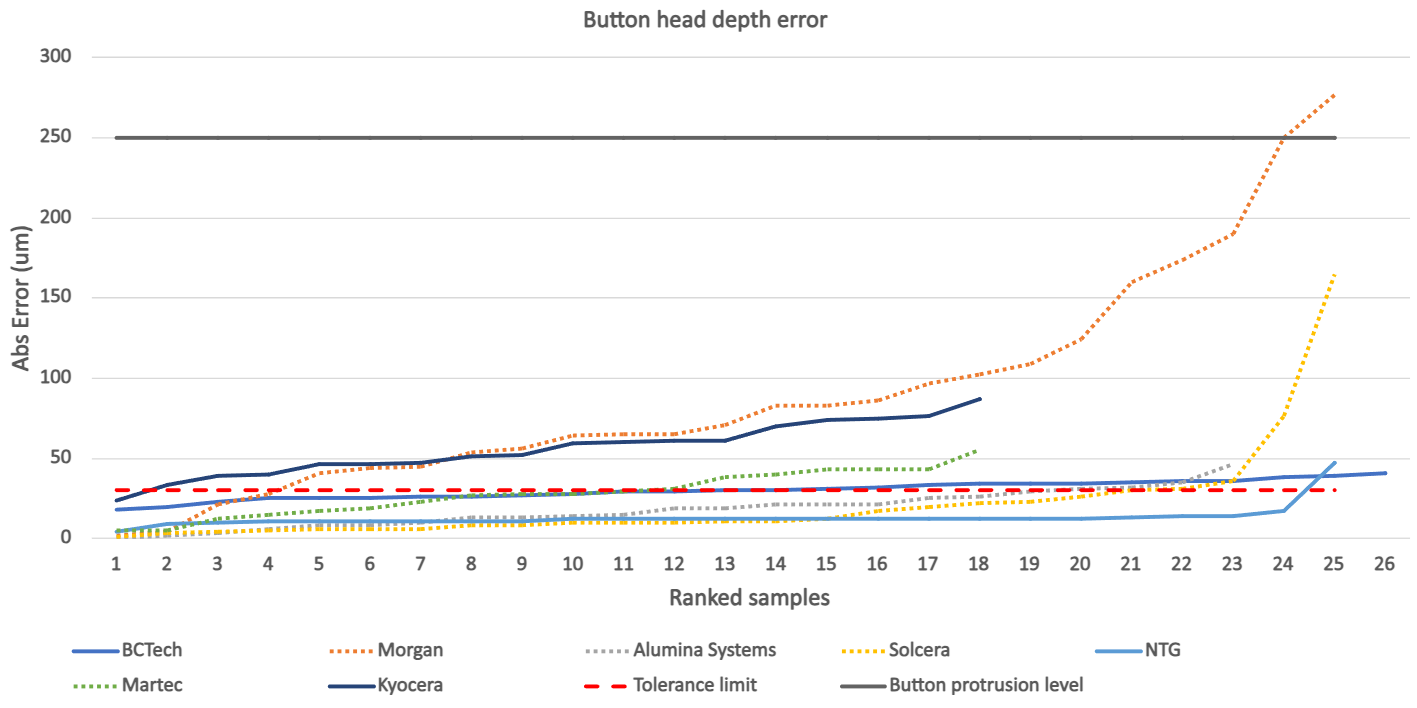 Button head depth error
300
250
200
150
100
50
0
Abs Error (um)
1 2 3 4 5 6 7 8 9 10 11 12 13 14 15 16 17 18 19 20 21 22 23 24 25 26
Ranked samples
BCTech Morgan Alumina Systems Solcera NTG
Martec Kyocera Tolerance limit Button protrusion level